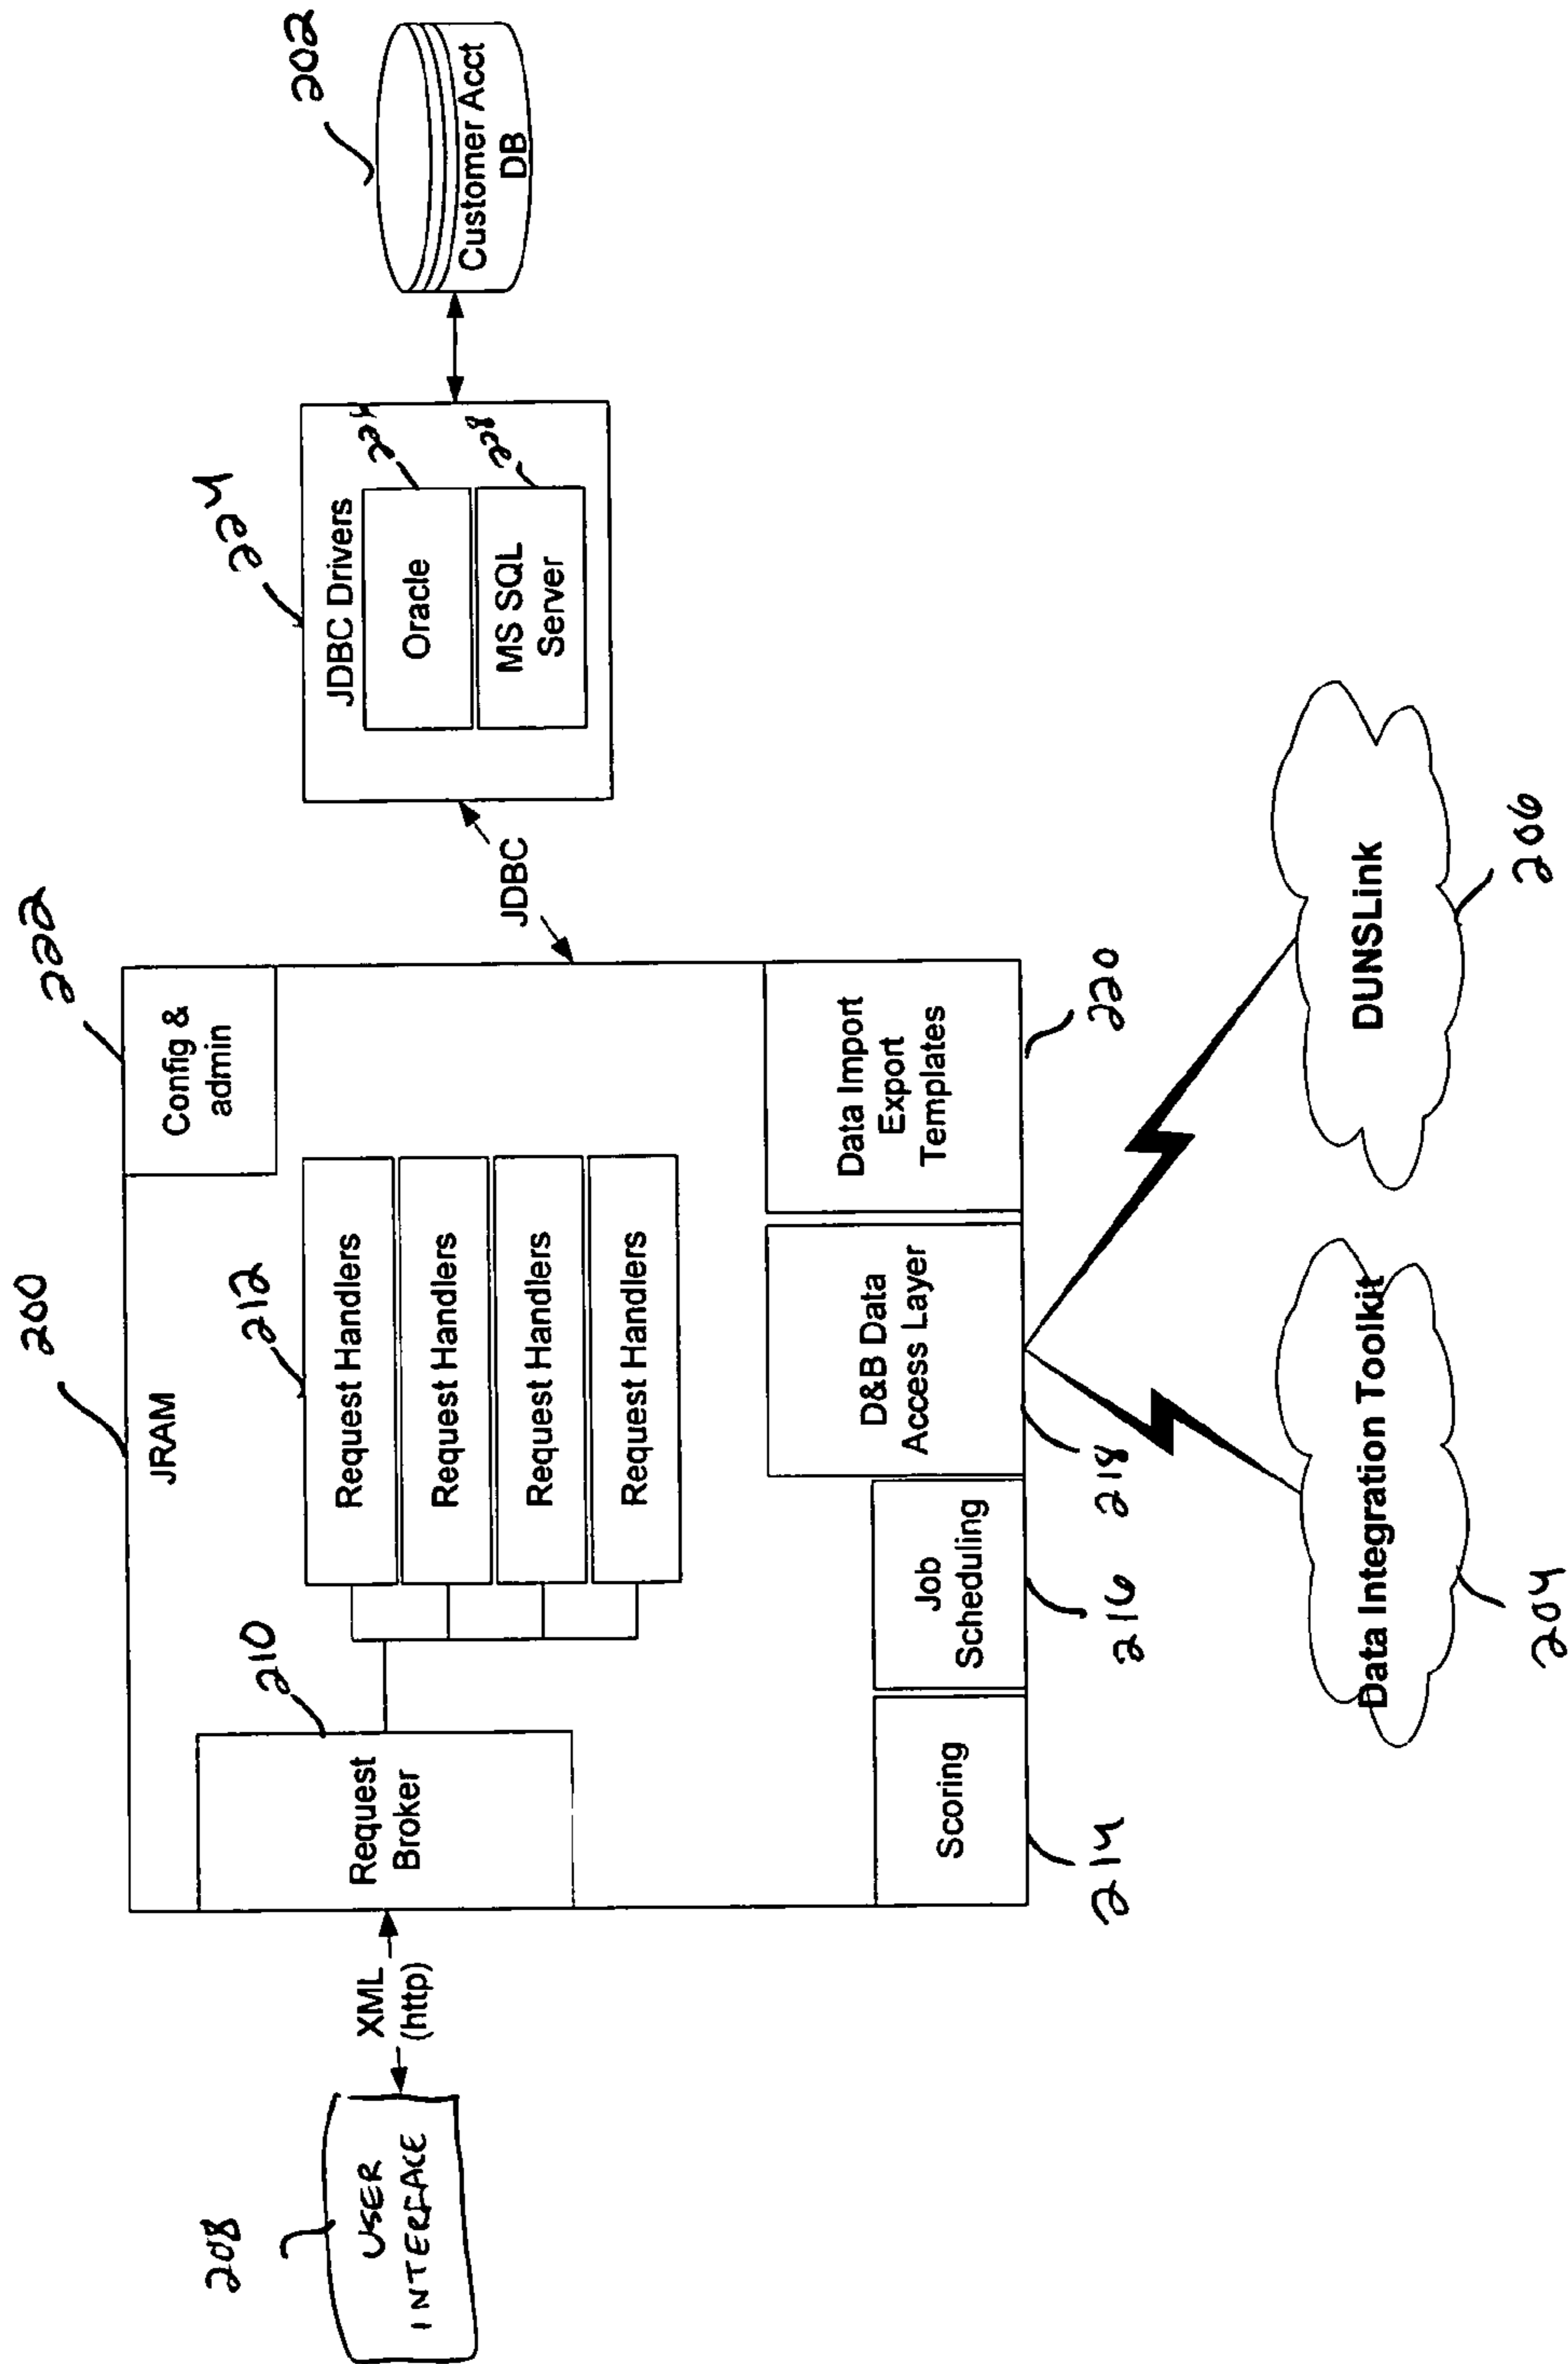 208
USER
INTERFACE
XML
(http)
200
JRAM
210
Request
Broker
212
Request Handlers
Request Handlers
Request Handlers
Request Handlers
222
Config &
admin
Scoring
214
Job
Scheduling
216
D&B Data
Access Layer
218
Data Import
Export
Templates
220
JDBC
224
JDBC Drivers
Oracle
224
MS SQL
Server
228
202
Customer Acct
DB
Data Integration Toolkit
204
DUNSLink
206